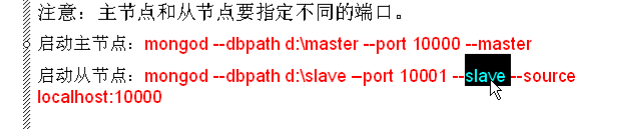 注意：主节点和从节点要指定不同的端口。
启动主节点：mongod --dbpath d:\master --port 10000 --master
启动从节点：mongod --dbpath d:\slave –port 10001 --slave --source
localhost:10000